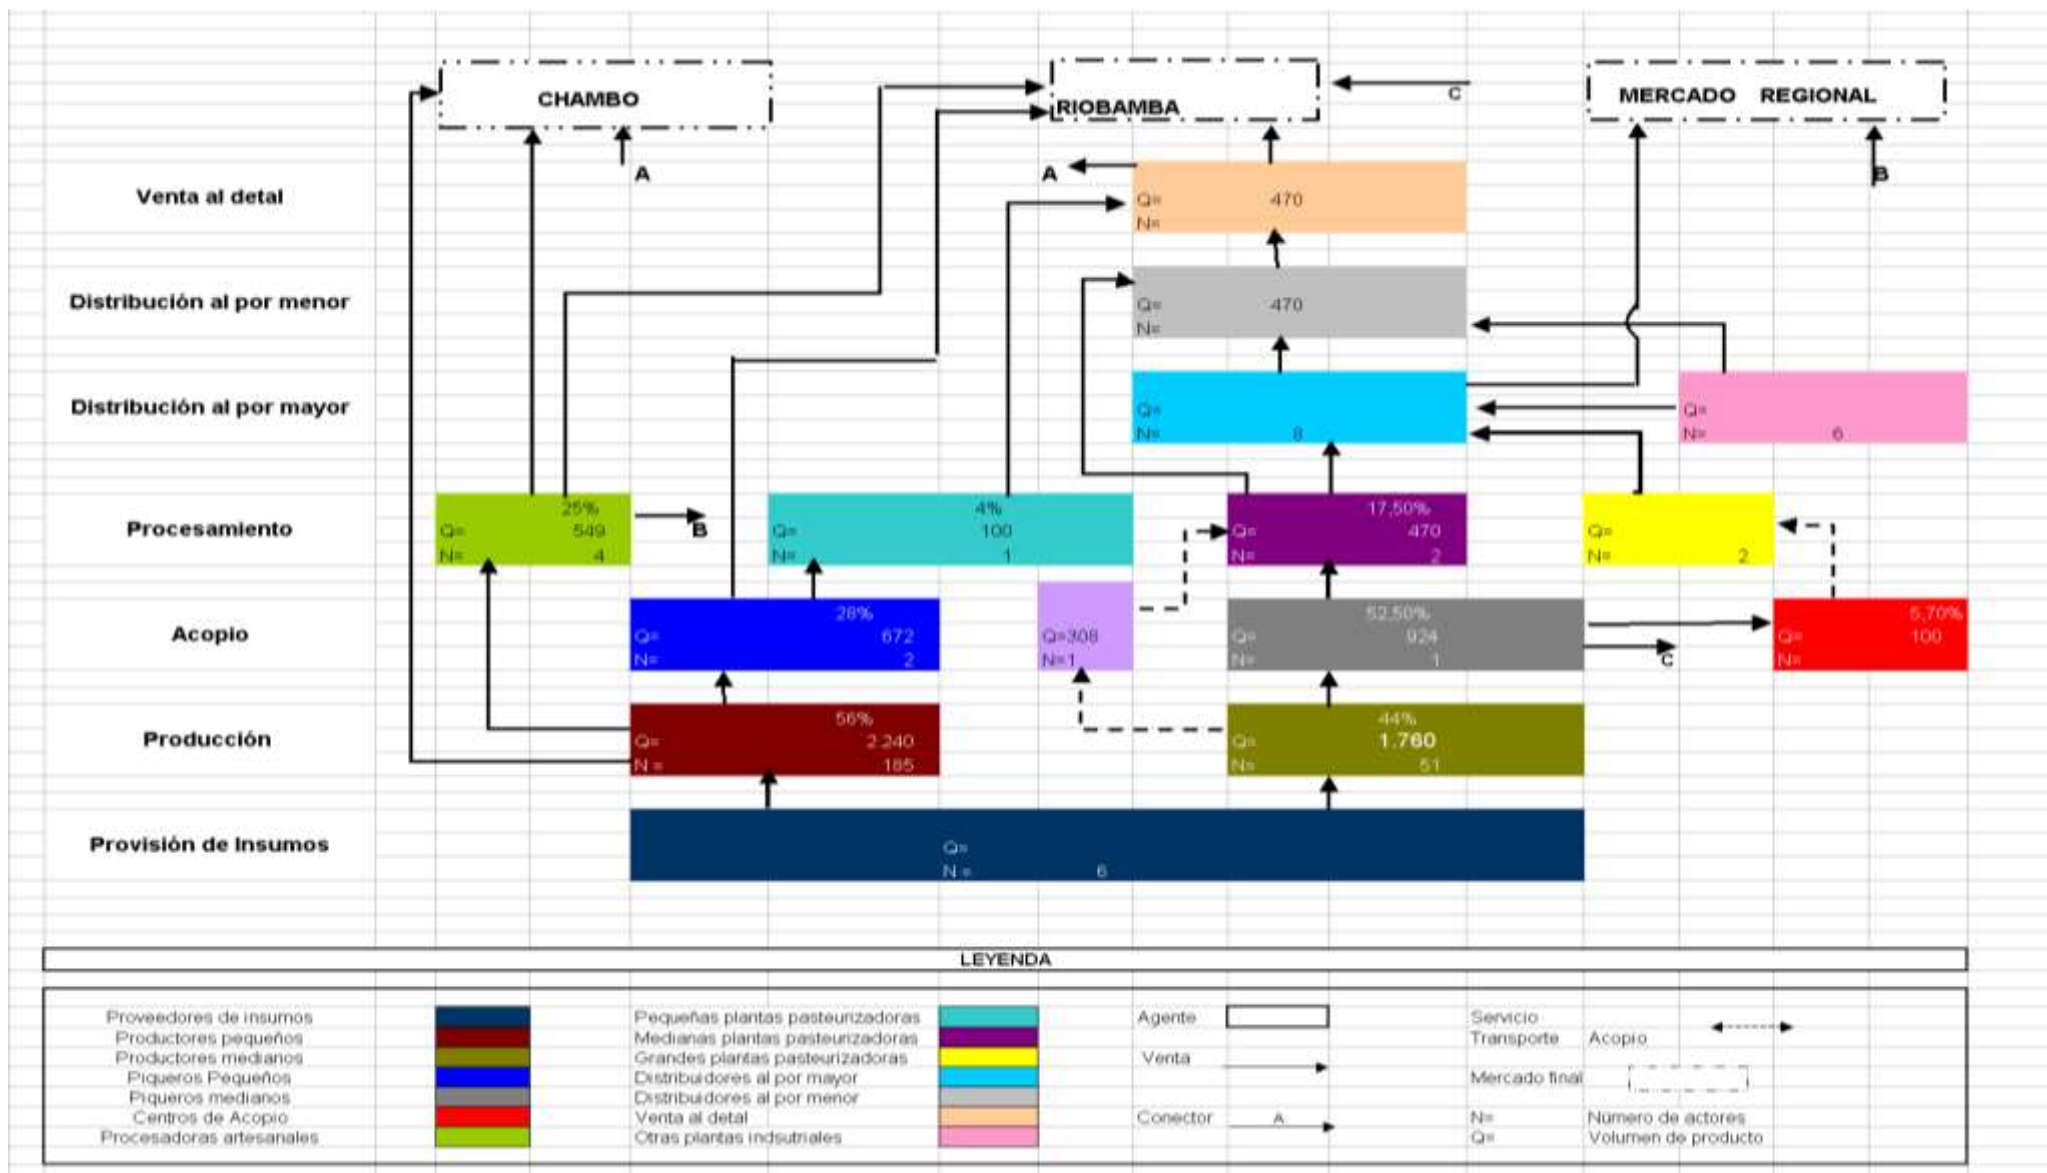 CHAMBO
RIOBAMBA
C
MERCADO REGIONAL
A
A
B
Venta al detal
Q= 470
N=
Distribución al por menor
Q= 470
N=
Distribución al por mayor
Q=
N= 8
Q=
N= 6
Procesamiento
25%
Q= 549
N= 4
B
4%
Q= 100
N= 1
17,50%
Q= 470
N= 2
Q=
N= 2
Acopio
28%
Q= 672
N= 2
Q=308
N=1
52,50%
Q= 924
N= 1
C
5,70%
Q= 100
N=
Producción
56%
Q= 2.240
N = 185
44%
Q= 1.760
N= 51
Provisión de Insumos
Q=
N = 6
LEYENDA
Proveedores de insumos
Productores pequeños
Productores medianos
Piqueros Pequeños
Piqueros medianos
Centros de Acopio
Procesadoras artesanales
Pequeñas plantas pasteurizadoras
Medianas plantas pasteurizadoras
Grandes plantas pasteurizadoras
Distribuidores al por mayor
Distribuidores al por menor
Venta al detal
Otras plantas indsutriales
Agente
Venta
Conector A
Servicio
Transporte Acopio
Mercado final
N= Número de actores
Q= Volumen de producto